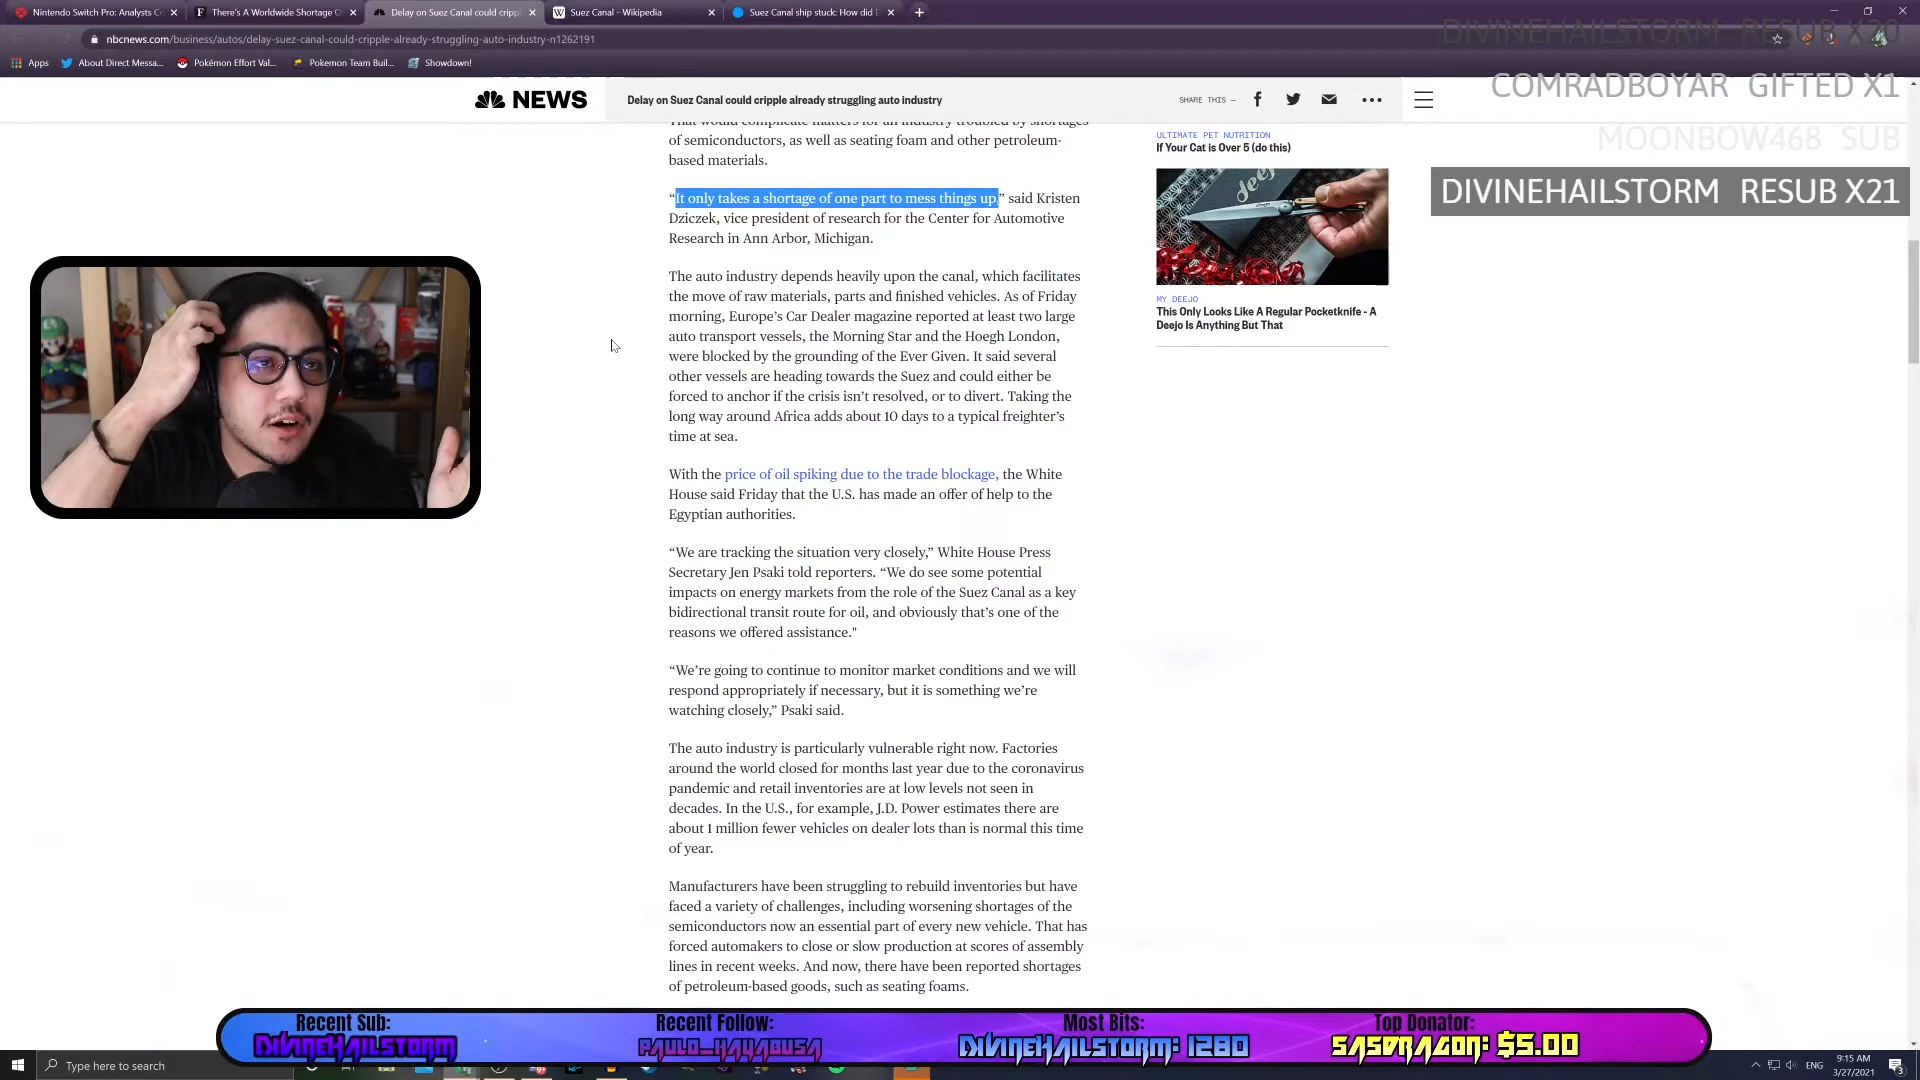 Nintendo Switch Pro: Analysts C
There's A Worldwide Shortage O
Delay on Suez Canal could crippl
Suez Canal - Wikipedia
Suez Canal ship stuck: How did E
nbcnews.com/business/autos/delay-suez-canal-could-cripple-already-struggling-auto-industry-n1262191
DIVINEHAILSTORM RESUB X20
Apps
About Direct Messa...
Pokémon Effort Val...
Pokemon Team Buil...
Showdown!
NEWS
Delay on Suez Canal could cripple already struggling auto industry
SHARE THIS —
COMRADBOYAR GIFTED X1
MOONBOW468 SUB
DIVINEHAILSTORM RESUB X21
That would complicate matters for an industry troubled by shortages
of semiconductors, as well as seating foam and other petroleum-
based materials.
“It only takes a shortage of one part to mess things up,” said Kristen
Dziczek, vice president of research for the Center for Automotive
Research in Ann Arbor, Michigan.
The auto industry depends heavily upon the canal, which facilitates
the move of raw materials, parts and finished vehicles. As of Friday
morning, Europe’s Car Dealer magazine reported at least two large
auto transport vessels, the Morning Star and the Hoegh London,
were blocked by the grounding of the Ever Given. It said several
other vessels are heading towards the Suez and could either be
forced to anchor if the crisis isn’t resolved, or to divert. Taking the
long way around Africa adds about 10 days to a typical freighter’s
time at sea.
With the price of oil spiking due to the trade blockage, the White
House said Friday that the U.S. has made an offer of help to the
Egyptian authorities.
“We are tracking the situation very closely,” White House Press
Secretary Jen Psaki told reporters. “We do see some potential
impacts on energy markets from the role of the Suez Canal as a key
bidirectional transit route for oil, and obviously that’s one of the
reasons we offered assistance."
“We’re going to continue to monitor market conditions and we will
respond appropriately if necessary, but it is something we’re
watching closely,” Psaki said.
The auto industry is particularly vulnerable right now. Factories
around the world closed for months last year due to the coronavirus
pandemic and retail inventories are at low levels not seen in
decades. In the U.S., for example, J.D. Power estimates there are
about 1 million fewer vehicles on dealer lots than is normal this time
of year.
Manufacturers have been struggling to rebuild inventories but have
faced a variety of challenges, including worsening shortages of the
semiconductors now an essential part of every new vehicle. That has
forced automakers to close or slow production at scores of assembly
lines in recent weeks. And now, there have been reported shortages
of petroleum-based goods, such as seating foams.
ULTIMATE PET NUTRITION
If Your Cat is Over 5 (do this)
deejo
MY DEEJO
This Only Looks Like A Regular Pocketknife - A
Deejo Is Anything But That
Recent Sub:
DIVINEHAILSTORM
Recent Follow:
PAULO_HAYABUSA
Most Bits:
DIVINEHAILSTORM: 1280
Top Donator:
SASDRAGON: $5.00
Type here to search
ENG
9:15 AM
3/27/2021
3